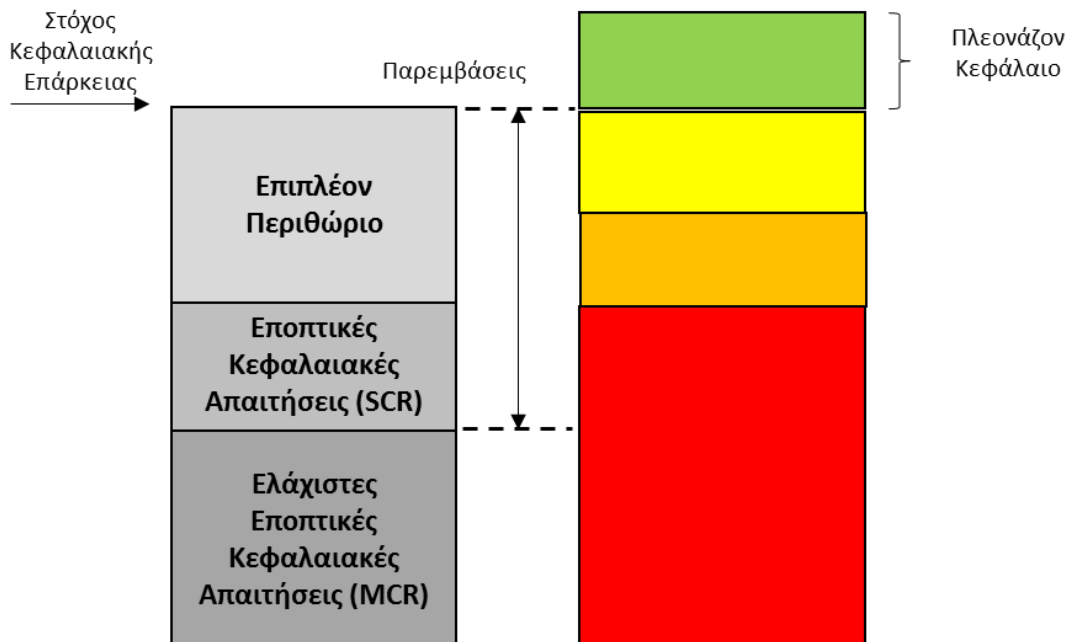 Στόχος
Κεφαλαιακής
Επάρκειας
Παρεμβάσεις
Πλεονάζον
Κεφάλαιο
Επιπλέον
Περιθώριο
Εποπτικές
Κεφαλαιακές
Απαιτήσεις (SCR)
Ελάχιστες
Εποπτικές
Κεφαλαιακές
Απαιτήσεις (MCR)